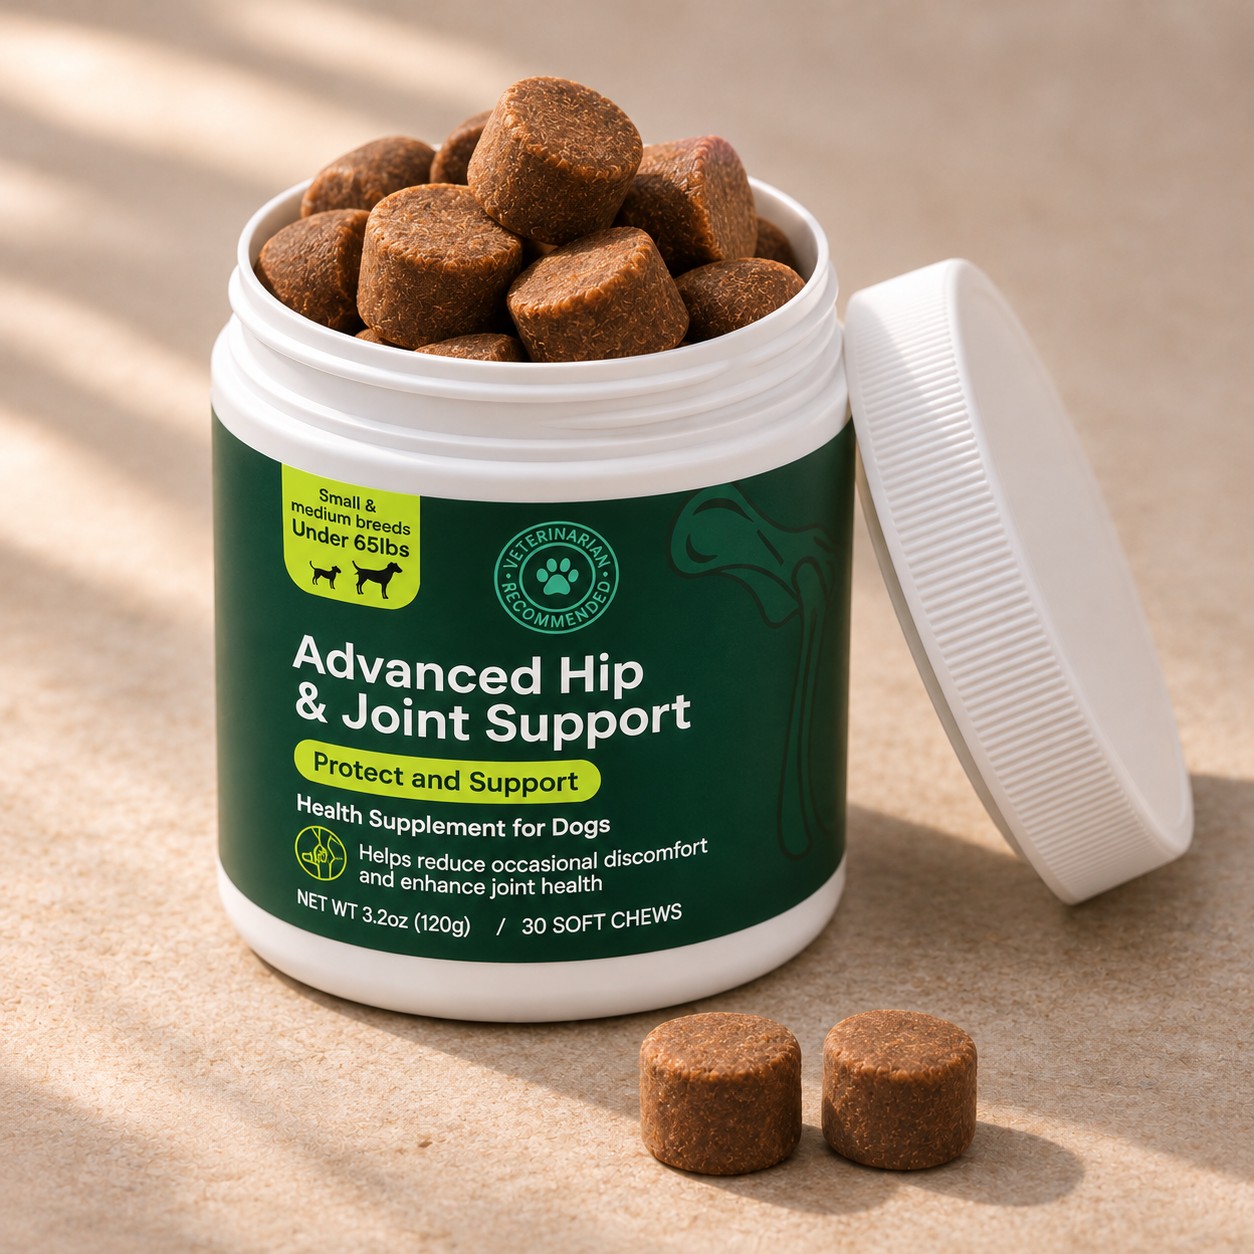 Small &
medium breeds
Under 65lbs
VETERINARIAN
RECOMMENDED
Advanced Hip
& Joint Support
Protect and Support
Health Supplement for Dogs
Helps reduce occasional discomfort
and enhance joint health
NET WT 3.2oz (120g) / 30 SOFT CHEWS